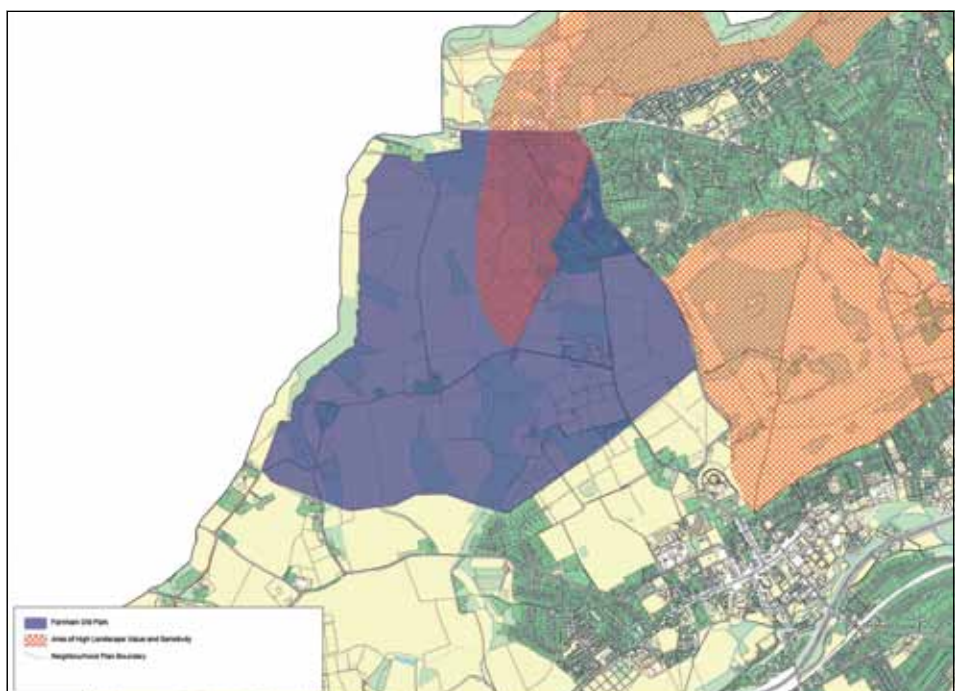 Farnham Old Park
Area of High Landscape Value and Sensitivity
Neighbourhood Plan Boundary